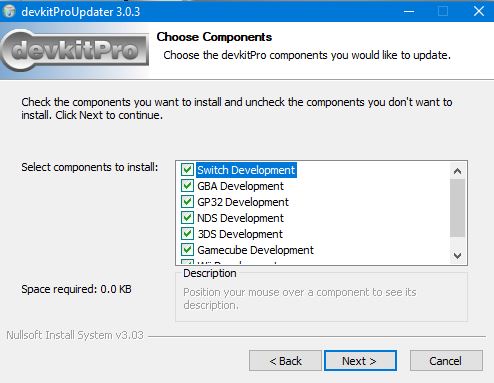 devkitProUpdater 3.0.3
devkitPro
Choose Components
Choose the devkitPro components you would like to update.
Check the components you want to install and uncheck the components you don't want to
install. Click Next to continue.
Select components to install:
Switch Development
GBA Development
GP32 Development
NDS Development
3DS Development
Gamecube Development
Wii Development
Space required: 0.0 KB
Description
Position your mouse over a component to see its
description.
Nullsoft Install System v3.03
< Back
Next >
Cancel